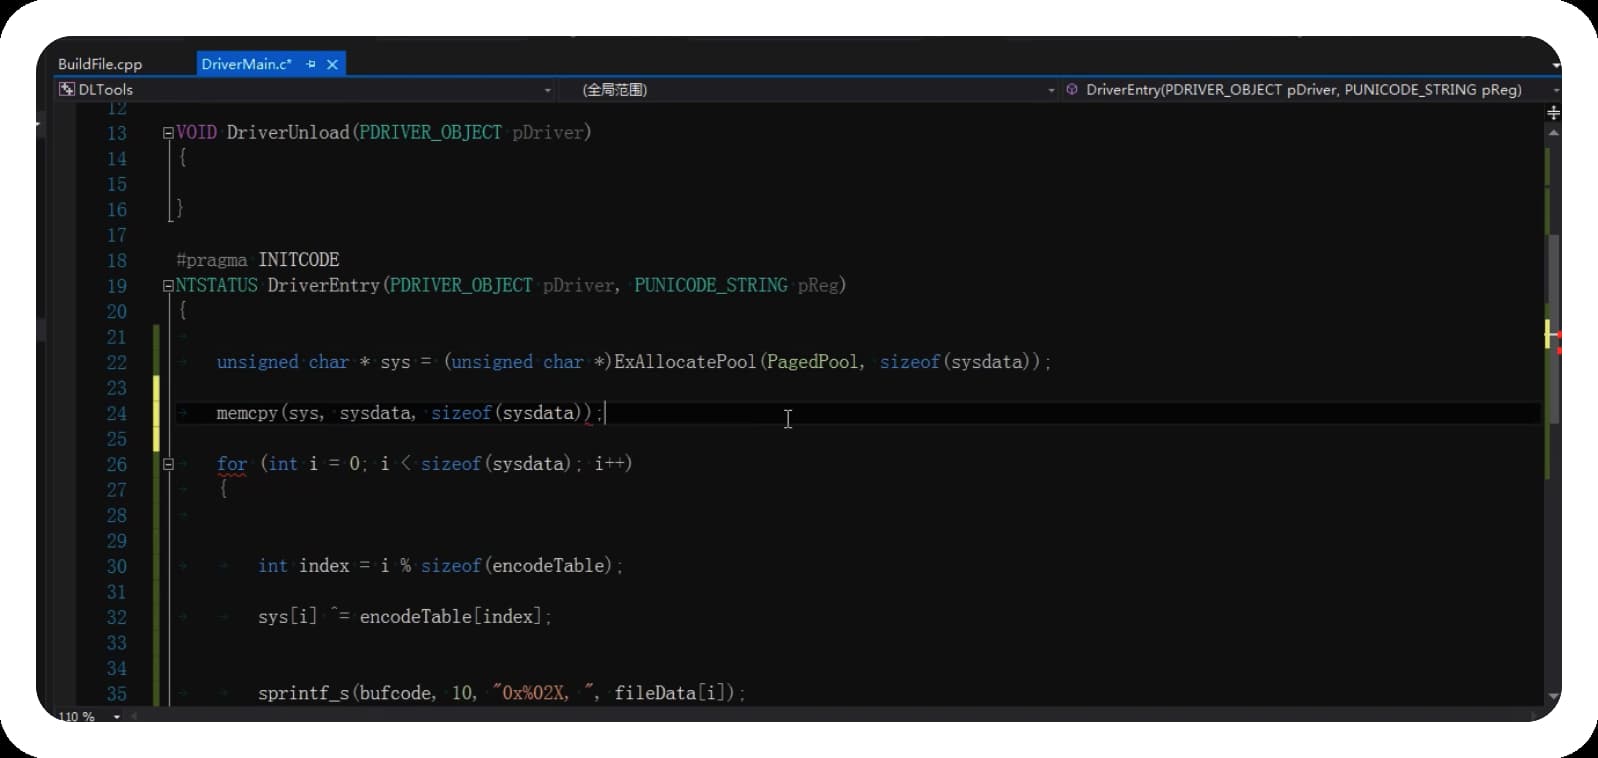 BuildFile.cpp DriverMain.c*
DLTools (全局范围) DriverEntry(PDRIVER_OBJECT pDriver, PUNICODE_STRING pReg)
12
13 VOID DriverUnload(PDRIVER_OBJECT pDriver)
14 {
15
16 }
17
18 #pragma INITCODE
19 NTSTATUS DriverEntry(PDRIVER_OBJECT pDriver, PUNICODE_STRING pReg)
20 {
21
22 unsigned char * sys = (unsigned char *)ExAllocatePool(PagedPool, sizeof(sysdata));
23
24 memcpy(sys, sysdata, sizeof(sysdata));
25
26 for (int i = 0; i < sizeof(sysdata); i++)
27 {
28
29
30 int index = i % sizeof(encodeTable);
31
32 sys[i] ^= encodeTable[index];
33
34
35 sprintf_s(bufcode, 10, "0x%02X, ", fileData[i]);
110 %